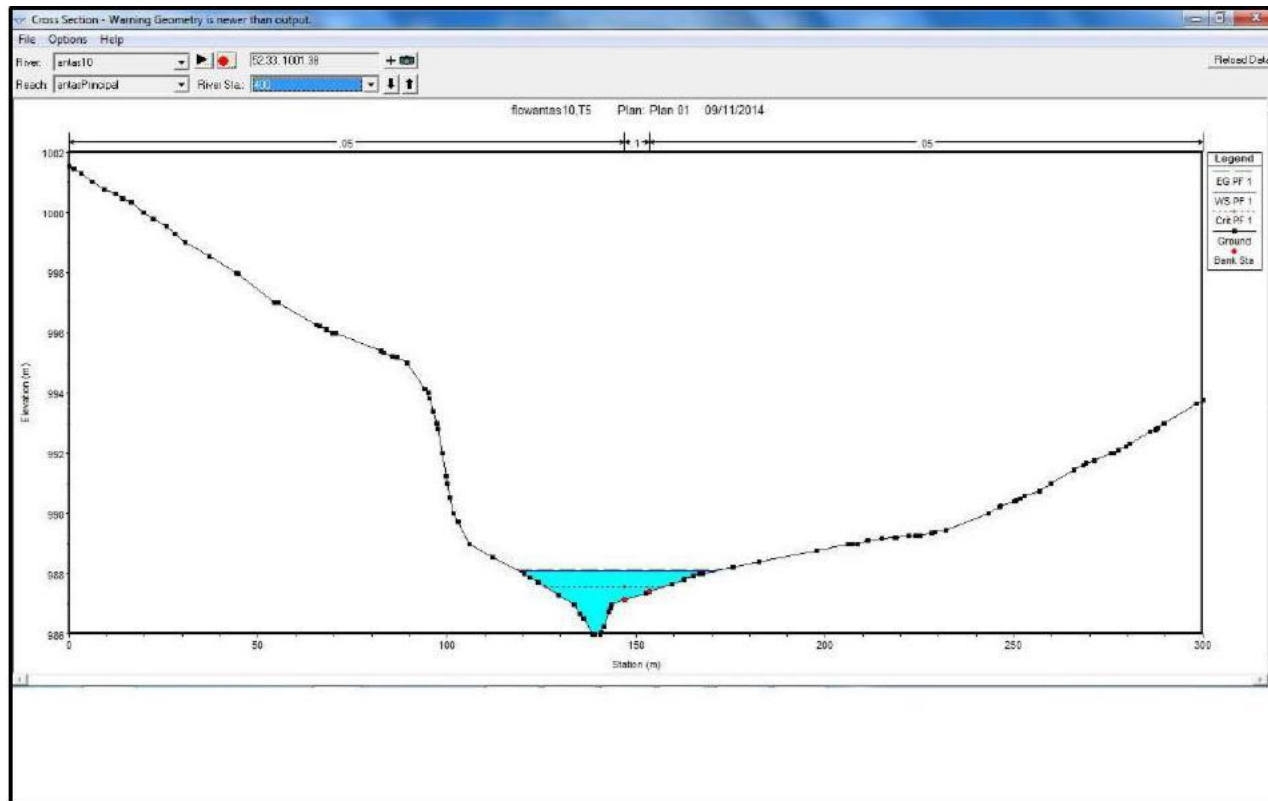 Cross Section - Warning Geometry is newer than output.
File Options Help
River: antas10 52.33, 1001.38 Reload Data
Reach: antasPrincipal River Sta.:
flowantas10,T5 Plan: Plan 01 09/11/2014
.05 .1 .05
1002
1000
998
996
994
992
990
988
986
Elevation (m)
0 50 100 150 200 250 300
Station (m)
Legend
EG PF 1
WS PF 1
Crit PF 1
Ground
Bank Sta